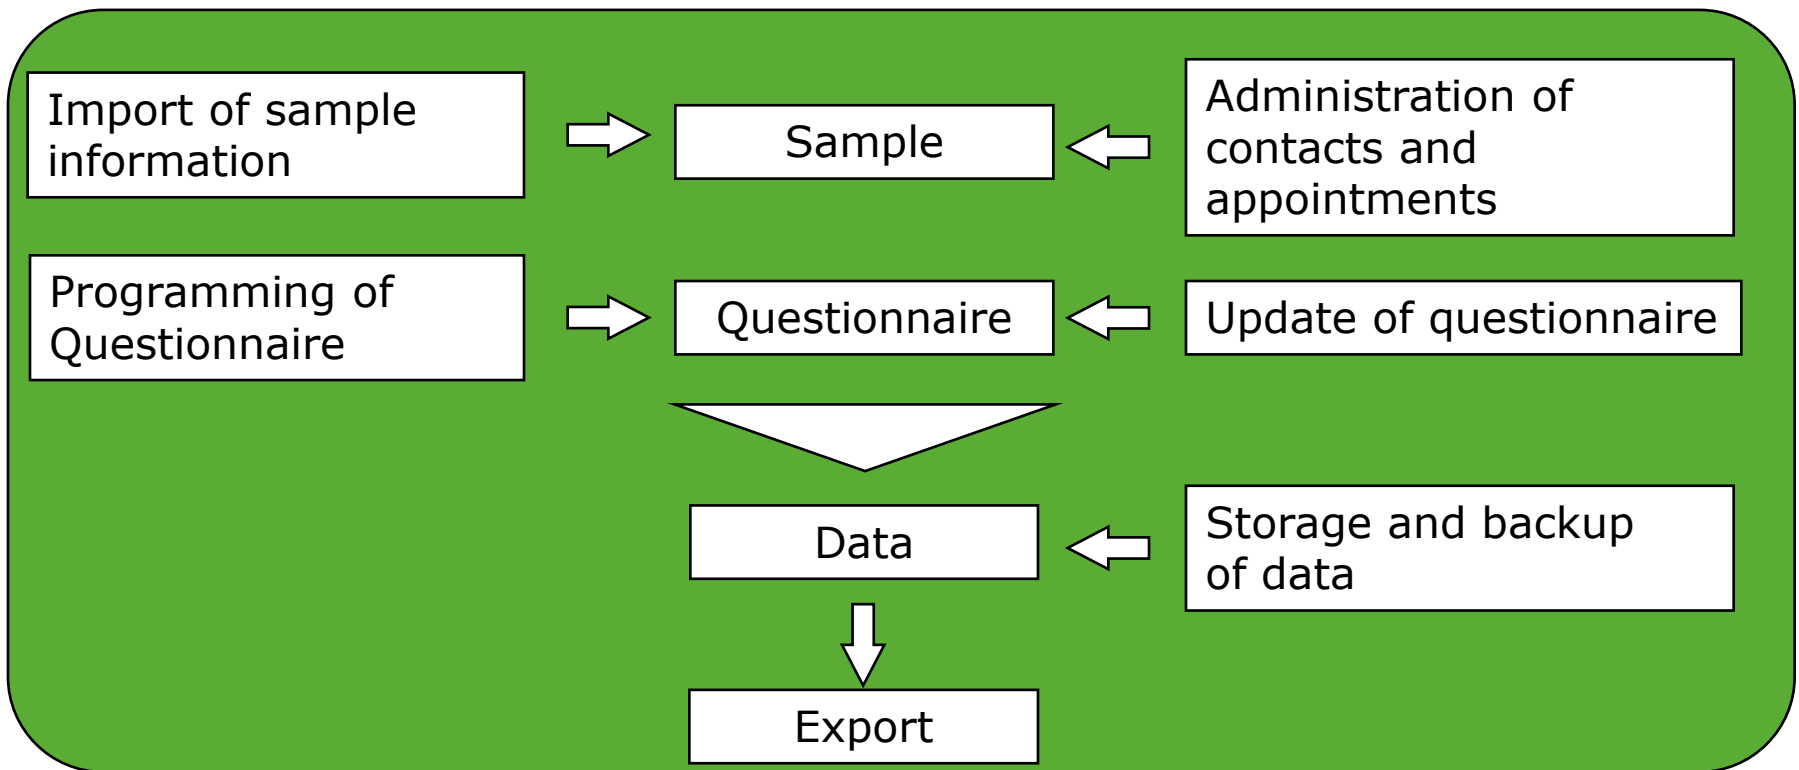 Import of sample
information
Sample
Administration of
contacts and
appointments
Programming of
Questionnaire
Questionnaire
Update of questionnaire
Data
Storage and backup
of data
Export